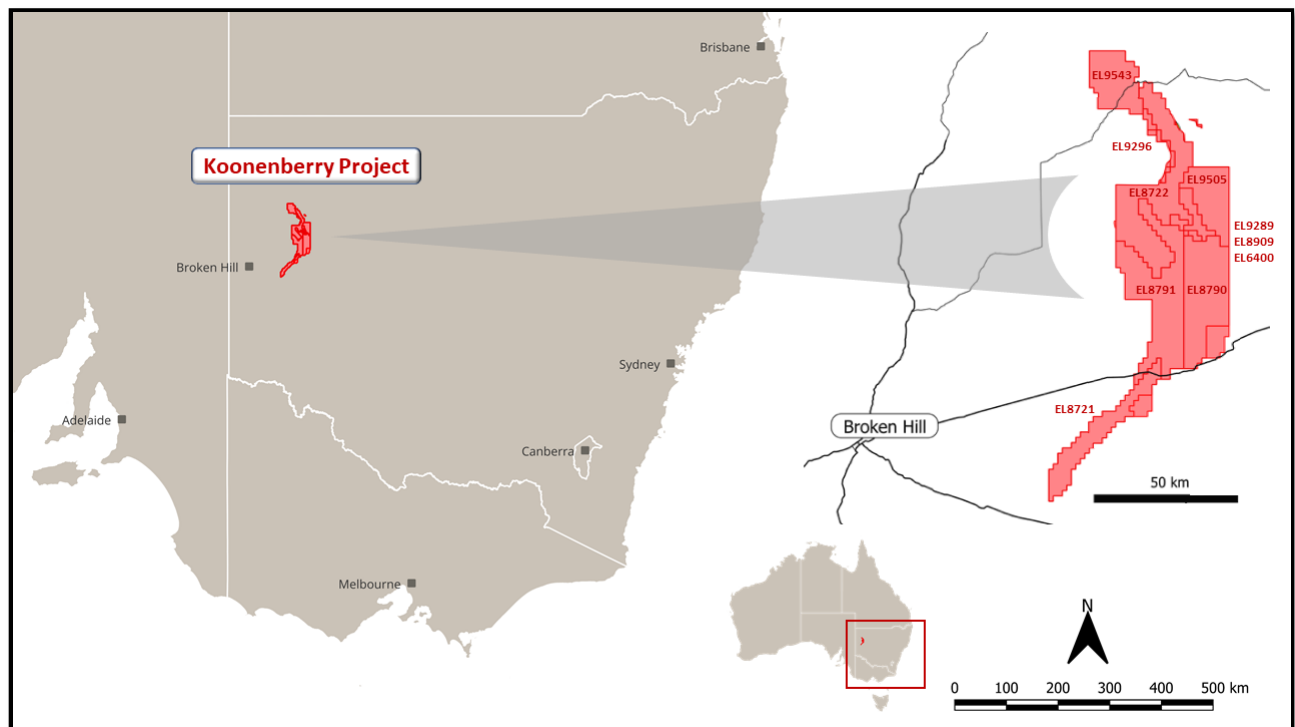 Brisbane
Koonenberry Project
Broken Hill
Sydney
Adelaide
Canberra
Melbourne
EL9543
EL9296
EL9505
EL8722
EL9289
EL8909
EL6400
EL8791
EL8790
EL8721
Broken Hill
50 km
N
0 100 200 300 400 500 km